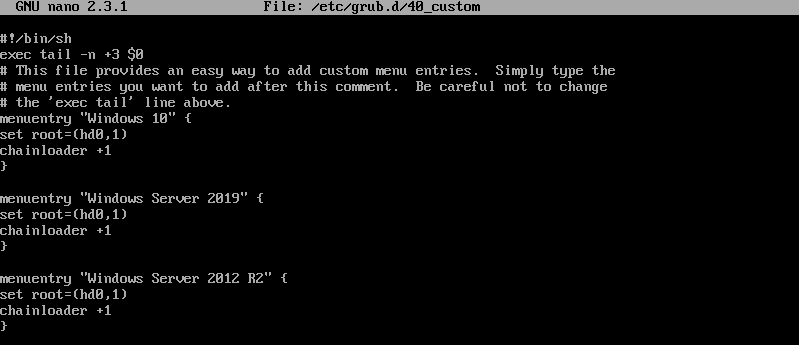 GNU nano 2.3.1 File: /etc/grub.d/40_custom
#!/bin/sh
exec tail -n +3 $0
# This file provides an easy way to add custom menu entries.  Simply type the
# menu entries you want to add after this comment.  Be careful not to change
# the 'exec tail' line above.
menuentry "Windows 10" {
set root=(hd0,1)
chainloader +1
}
menuentry "Windows Server 2019" {
set root=(hd0,1)
chainloader +1
}
menuentry "Windows Server 2012 R2" {
set root=(hd0,1)
chainloader +1
}